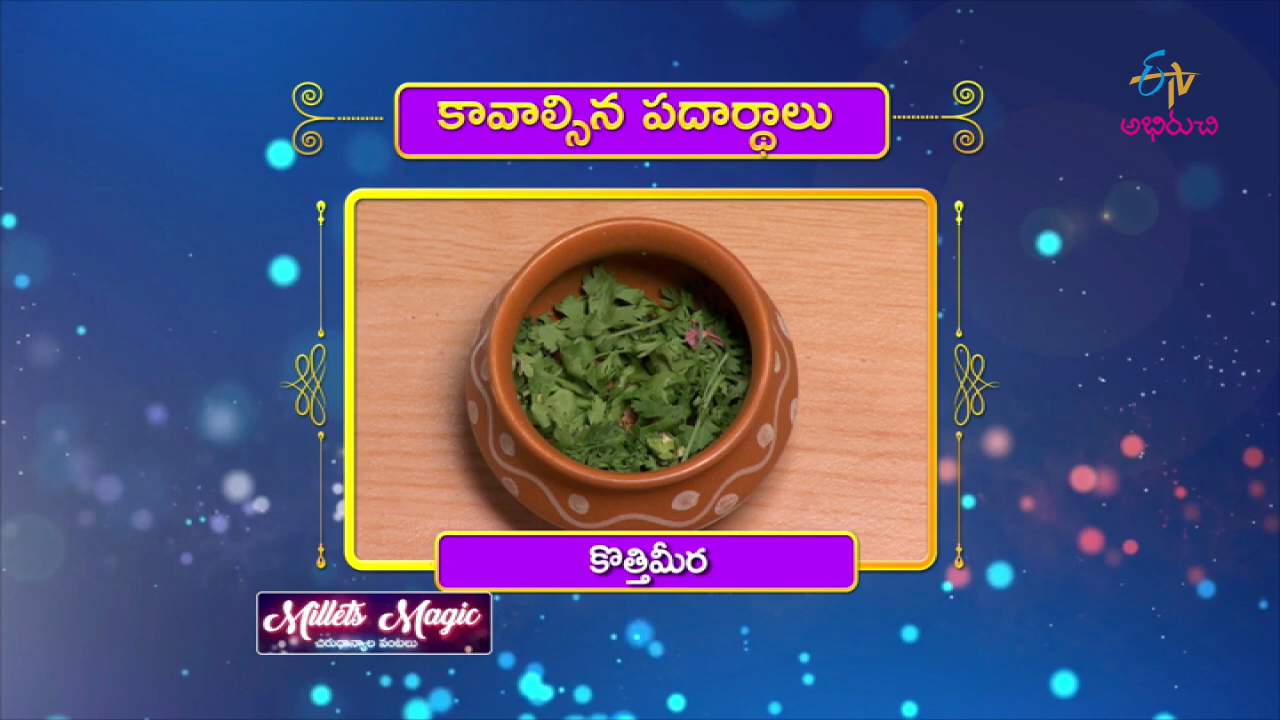 కావాల్సిన పదార్థాలు
ETV
అభిరుచి
కొత్తిమీర
Millets Magic
చిరుధాన్యాల వంటలు